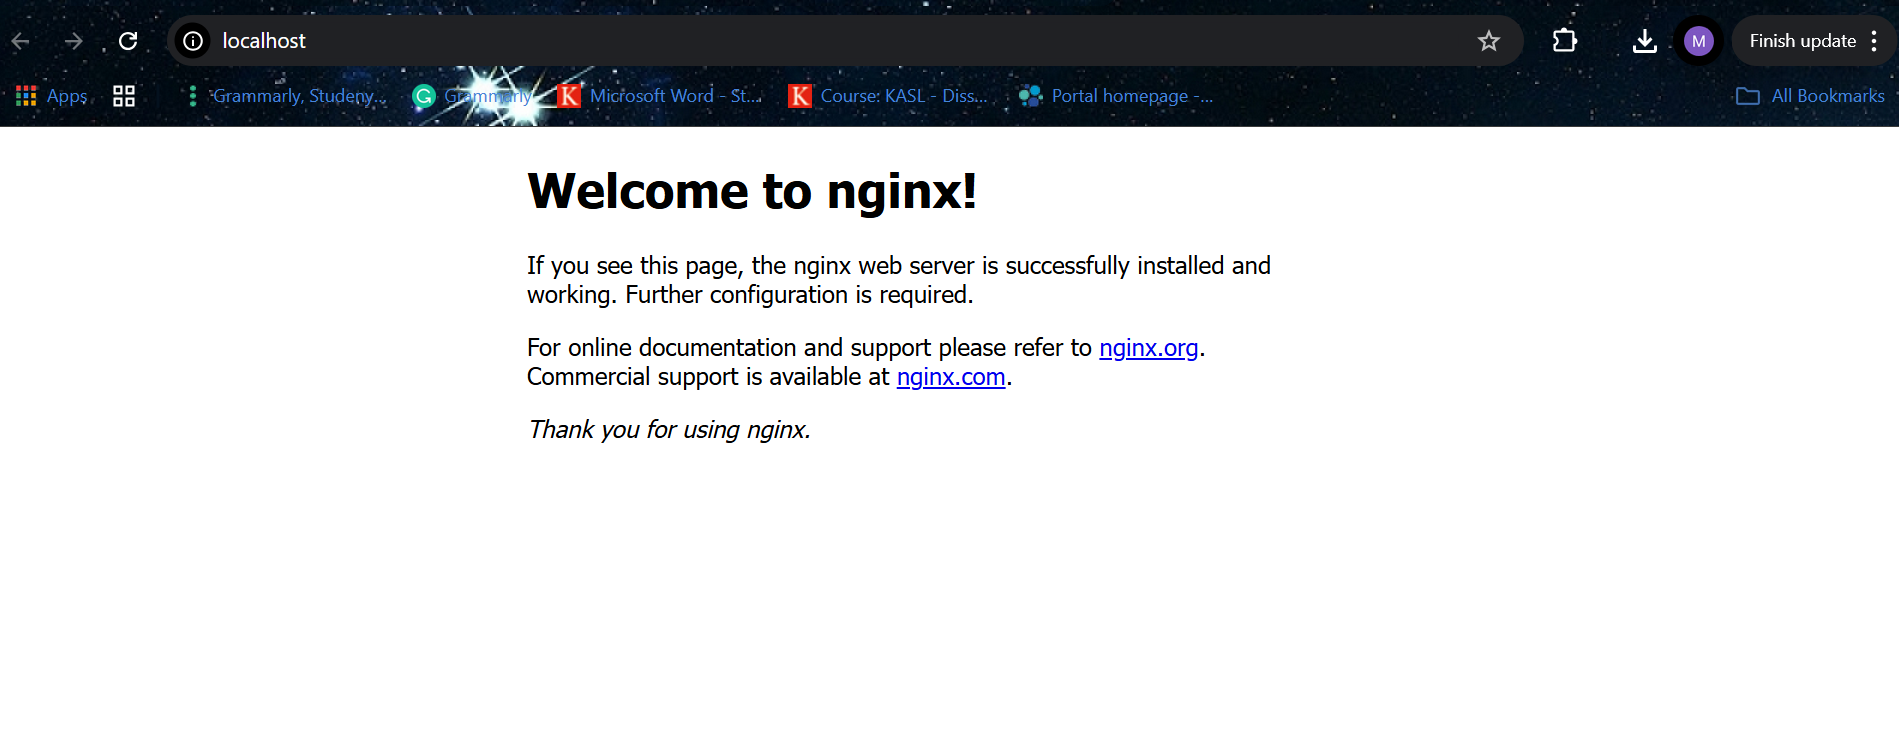 localhost
M
Finish update
Apps
Grammarly, Studeny...
Grammarly
Microsoft Word - St...
Course: KASL - Diss...
Portal homepage -...
All Bookmarks
Welcome to nginx!
If you see this page, the nginx web server is successfully installed and
working. Further configuration is required.
For online documentation and support please refer to nginx.org.
Commercial support is available at nginx.com.
Thank you for using nginx.